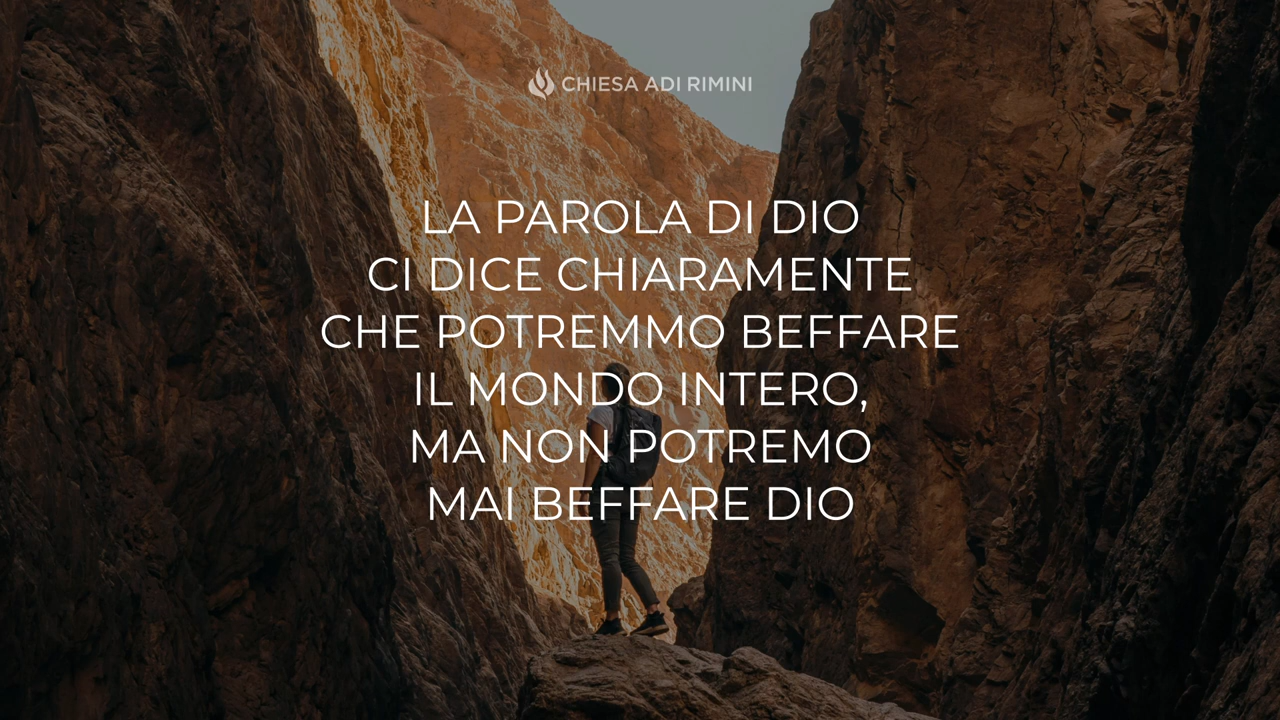 CHIESA ADI RIMINI
LA PAROLA DI DIO
CI DICE CHIARAMENTE
CHE POTREMMO BEFFARE
IL MONDO INTERO,
MA NON POTREMO
MAI BEFFARE DIO